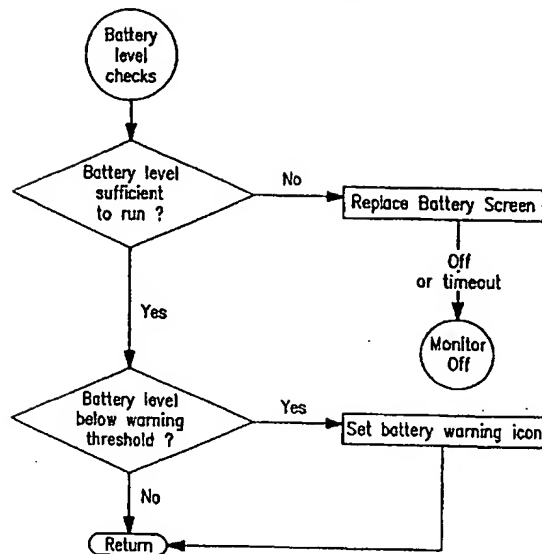 Battery
level
checks
Battery level
sufficient
to run ?
No
Replace Battery Screen
Off
or timeout
Yes
Monitor
Off
Battery level
below warning
threshold ?
Yes
Set battery warning icon
No
Return